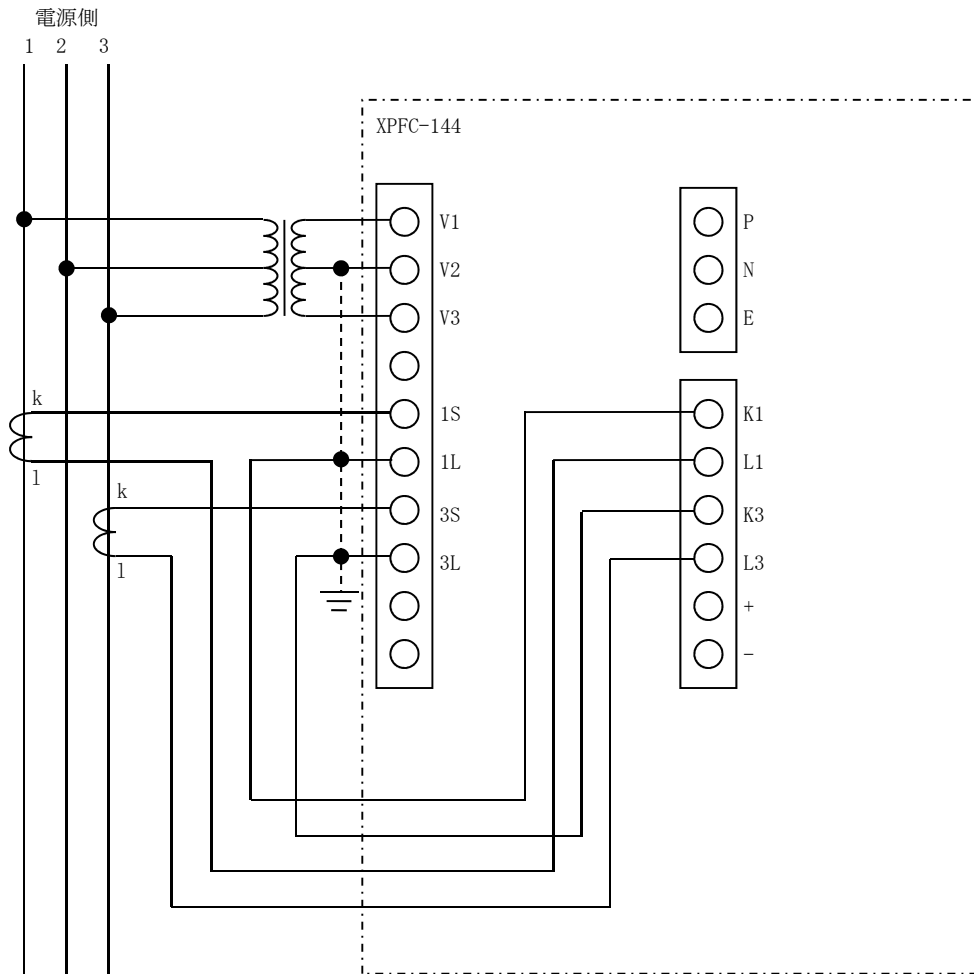 電源側
1 2 3
XPFC-144
V1
V2
V3
1S
1L
3S
3L
P
N
E
K1
L1
K3
L3
+
-
k
l
k
l